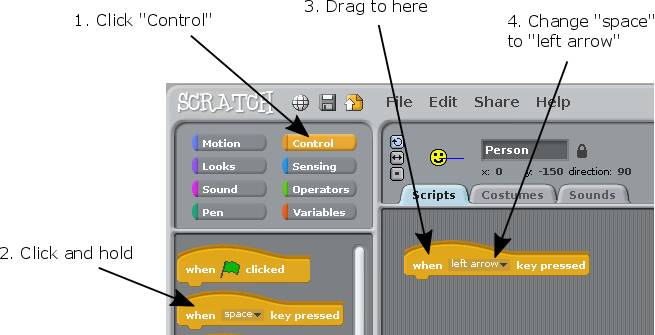 3. Drag to here
1. Click "Control"
4. Change "space"
to "left arrow"
SCRATCH File Edit Share Help
Motion Control
Looks Sensing
Sound Operators
Pen Variables
Person
x: 0 y: -150 direction: 90
Scripts Costumes Sounds
2. Click and hold
when clicked
when left arrow key pressed
when space key pressed